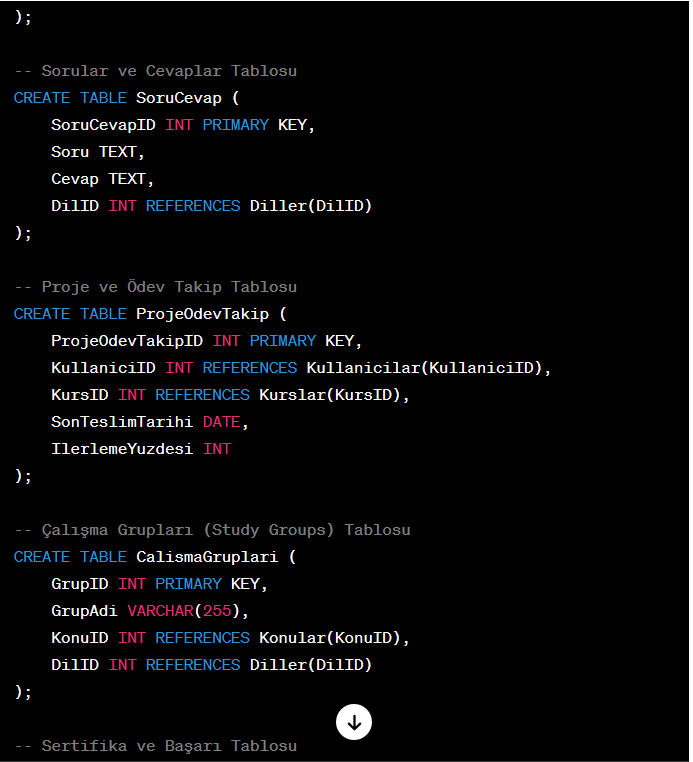 );
-- Sorular ve Cevaplar Tablosu
CREATE TABLE SoruCevap (
SoruCevapID INT PRIMARY KEY,
Soru TEXT,
Cevap TEXT,
DilID INT REFERENCES Diller(DilID)
);
-- Proje ve Ödev Takip Tablosu
CREATE TABLE ProjeOdevTakip (
ProjeOdevTakipID INT PRIMARY KEY,
KullaniciID INT REFERENCES Kullanicilar(KullaniciID),
KursID INT REFERENCES Kurslar(KursID),
SonTeslimTarihi DATE,
IlerlemeYuzdesi INT
);
-- Çalışma Grupları (Study Groups) Tablosu
CREATE TABLE CalismaGruplari (
GrupID INT PRIMARY KEY,
GrupAdi VARCHAR(255),
KonuID INT REFERENCES Konular(KonuID),
DilID INT REFERENCES Diller(DilID)
);
-- Sertifika ve Başarı Tablosu